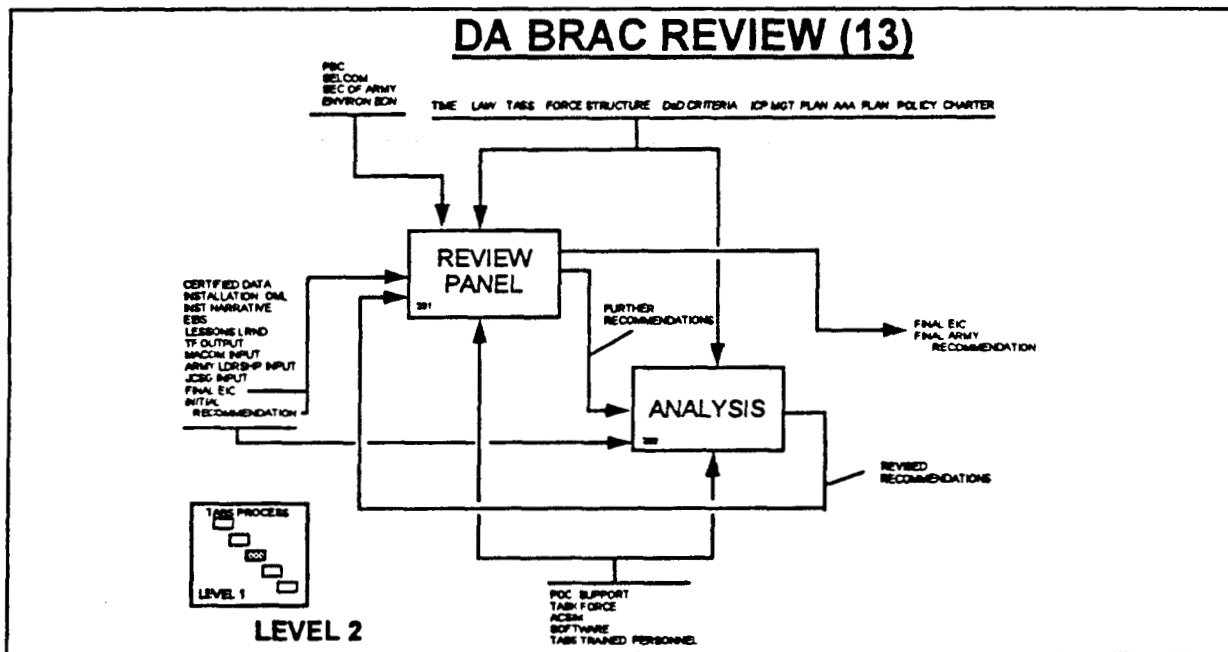 DA BRAC REVIEW (13)
PBC
SELCOM
SEC OF ARMY
ENVIRON BDN
TIME LAW TABS FORCE STRUCTURE DoD CRITERIA ICP MGT PLAN AAA PLAN POLICY CHARTER
REVIEW
PANEL
CERTIFIED DATA
INSTALLATION OML
INST NARRATIVE
LESSONS LRND
TF OUTPUT
MACOM INPUT
ARMY LDRSHP INPUT
JCSG INPUT
FINAL EIC
INITIAL
RECOMMENDATION
FURTHER
RECOMMENDATIONS
FINAL EIC
FINAL ARMY
RECOMMENDATION
ANALYSIS
REVISED
RECOMMENDATIONS
TABS PROCESS
LEVEL 1
LEVEL 2
POC SUPPORT
TASK FORCE
ACSIM
SOFTWARE
TABS TRAINED PERSONNEL